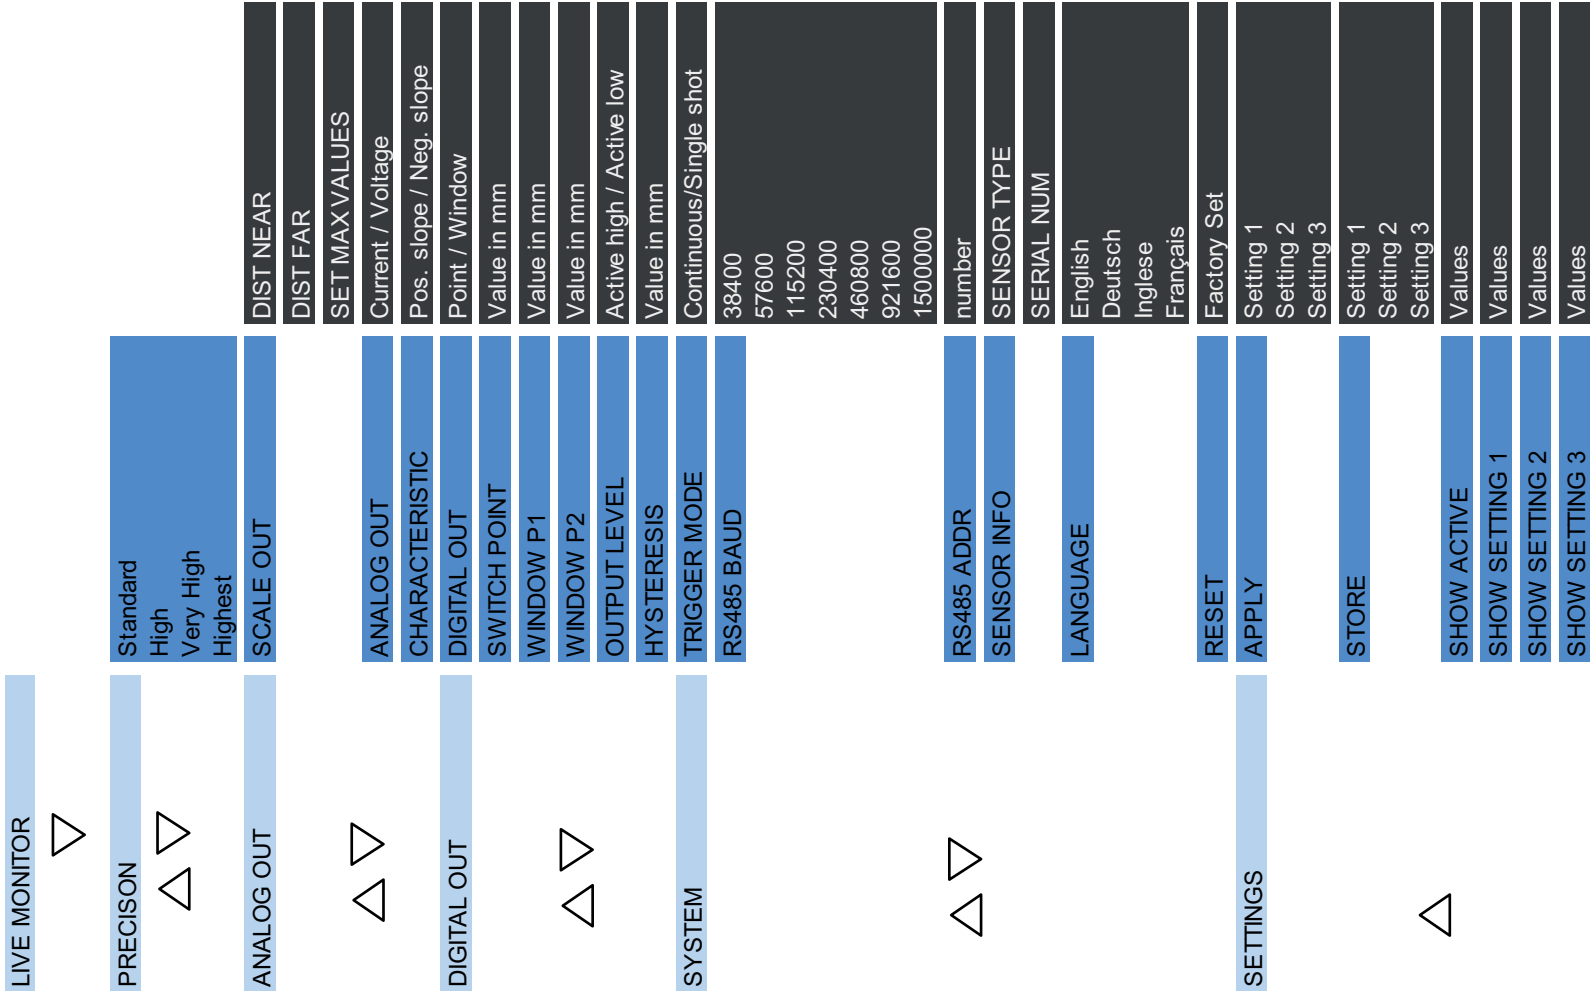 LIVE MONITOR
PRECISON
Standard
High
Very High
Highest
ANALOG OUT
SCALE OUT
DIST NEAR
DIST FAR
SET MAX VALUES
ANALOG OUT
Current / Voltage
CHARACTERISTIC
Pos. slope / Neg. slope
DIGITAL OUT
DIGITAL OUT
Point / Window
SWITCH POINT
Value in mm
WINDOW P1
Value in mm
WINDOW P2
Value in mm
OUTPUT LEVEL
Active high / Active low
HYSTERESIS
Value in mm
SYSTEM
TRIGGER MODE
Continuous/Single shot
RS485 BAUD
38400
57600
115200
230400
460800
921600
1500000
RS485 ADDR
number
SENSOR INFO
SENSOR TYPE
SERIAL NUM
LANGUAGE
English
Deutsch
Inglese
Français
RESET
Factory Set
SETTINGS
APPLY
Setting 1
Setting 2
Setting 3
STORE
Setting 1
Setting 2
Setting 3
SHOW ACTIVE
Values
SHOW SETTING 1
Values
SHOW SETTING 2
Values
SHOW SETTING 3
Values